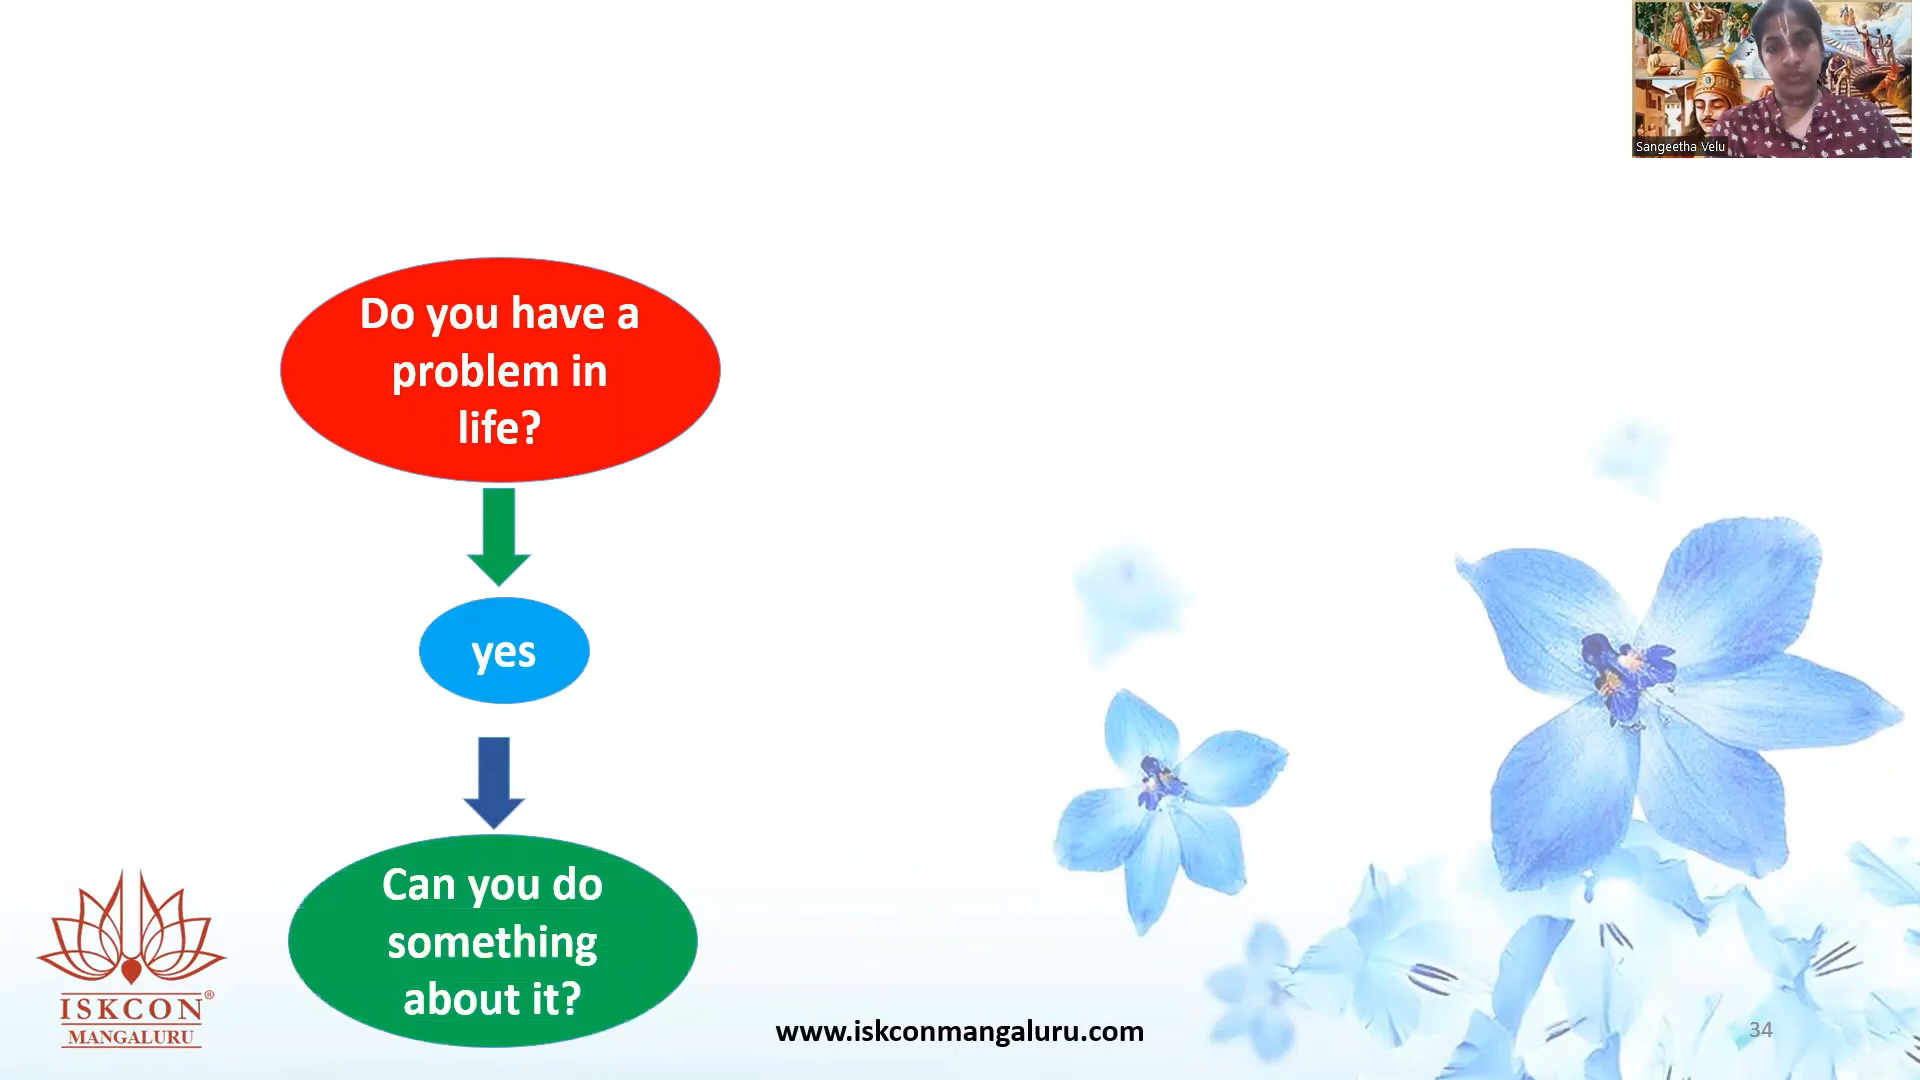 Sangeetha Velu
Do you have a
problem in
life?
yes
Can you do
something
about it?
ISKCON®
MANGALURU
www.iskconmangaluru.com
34